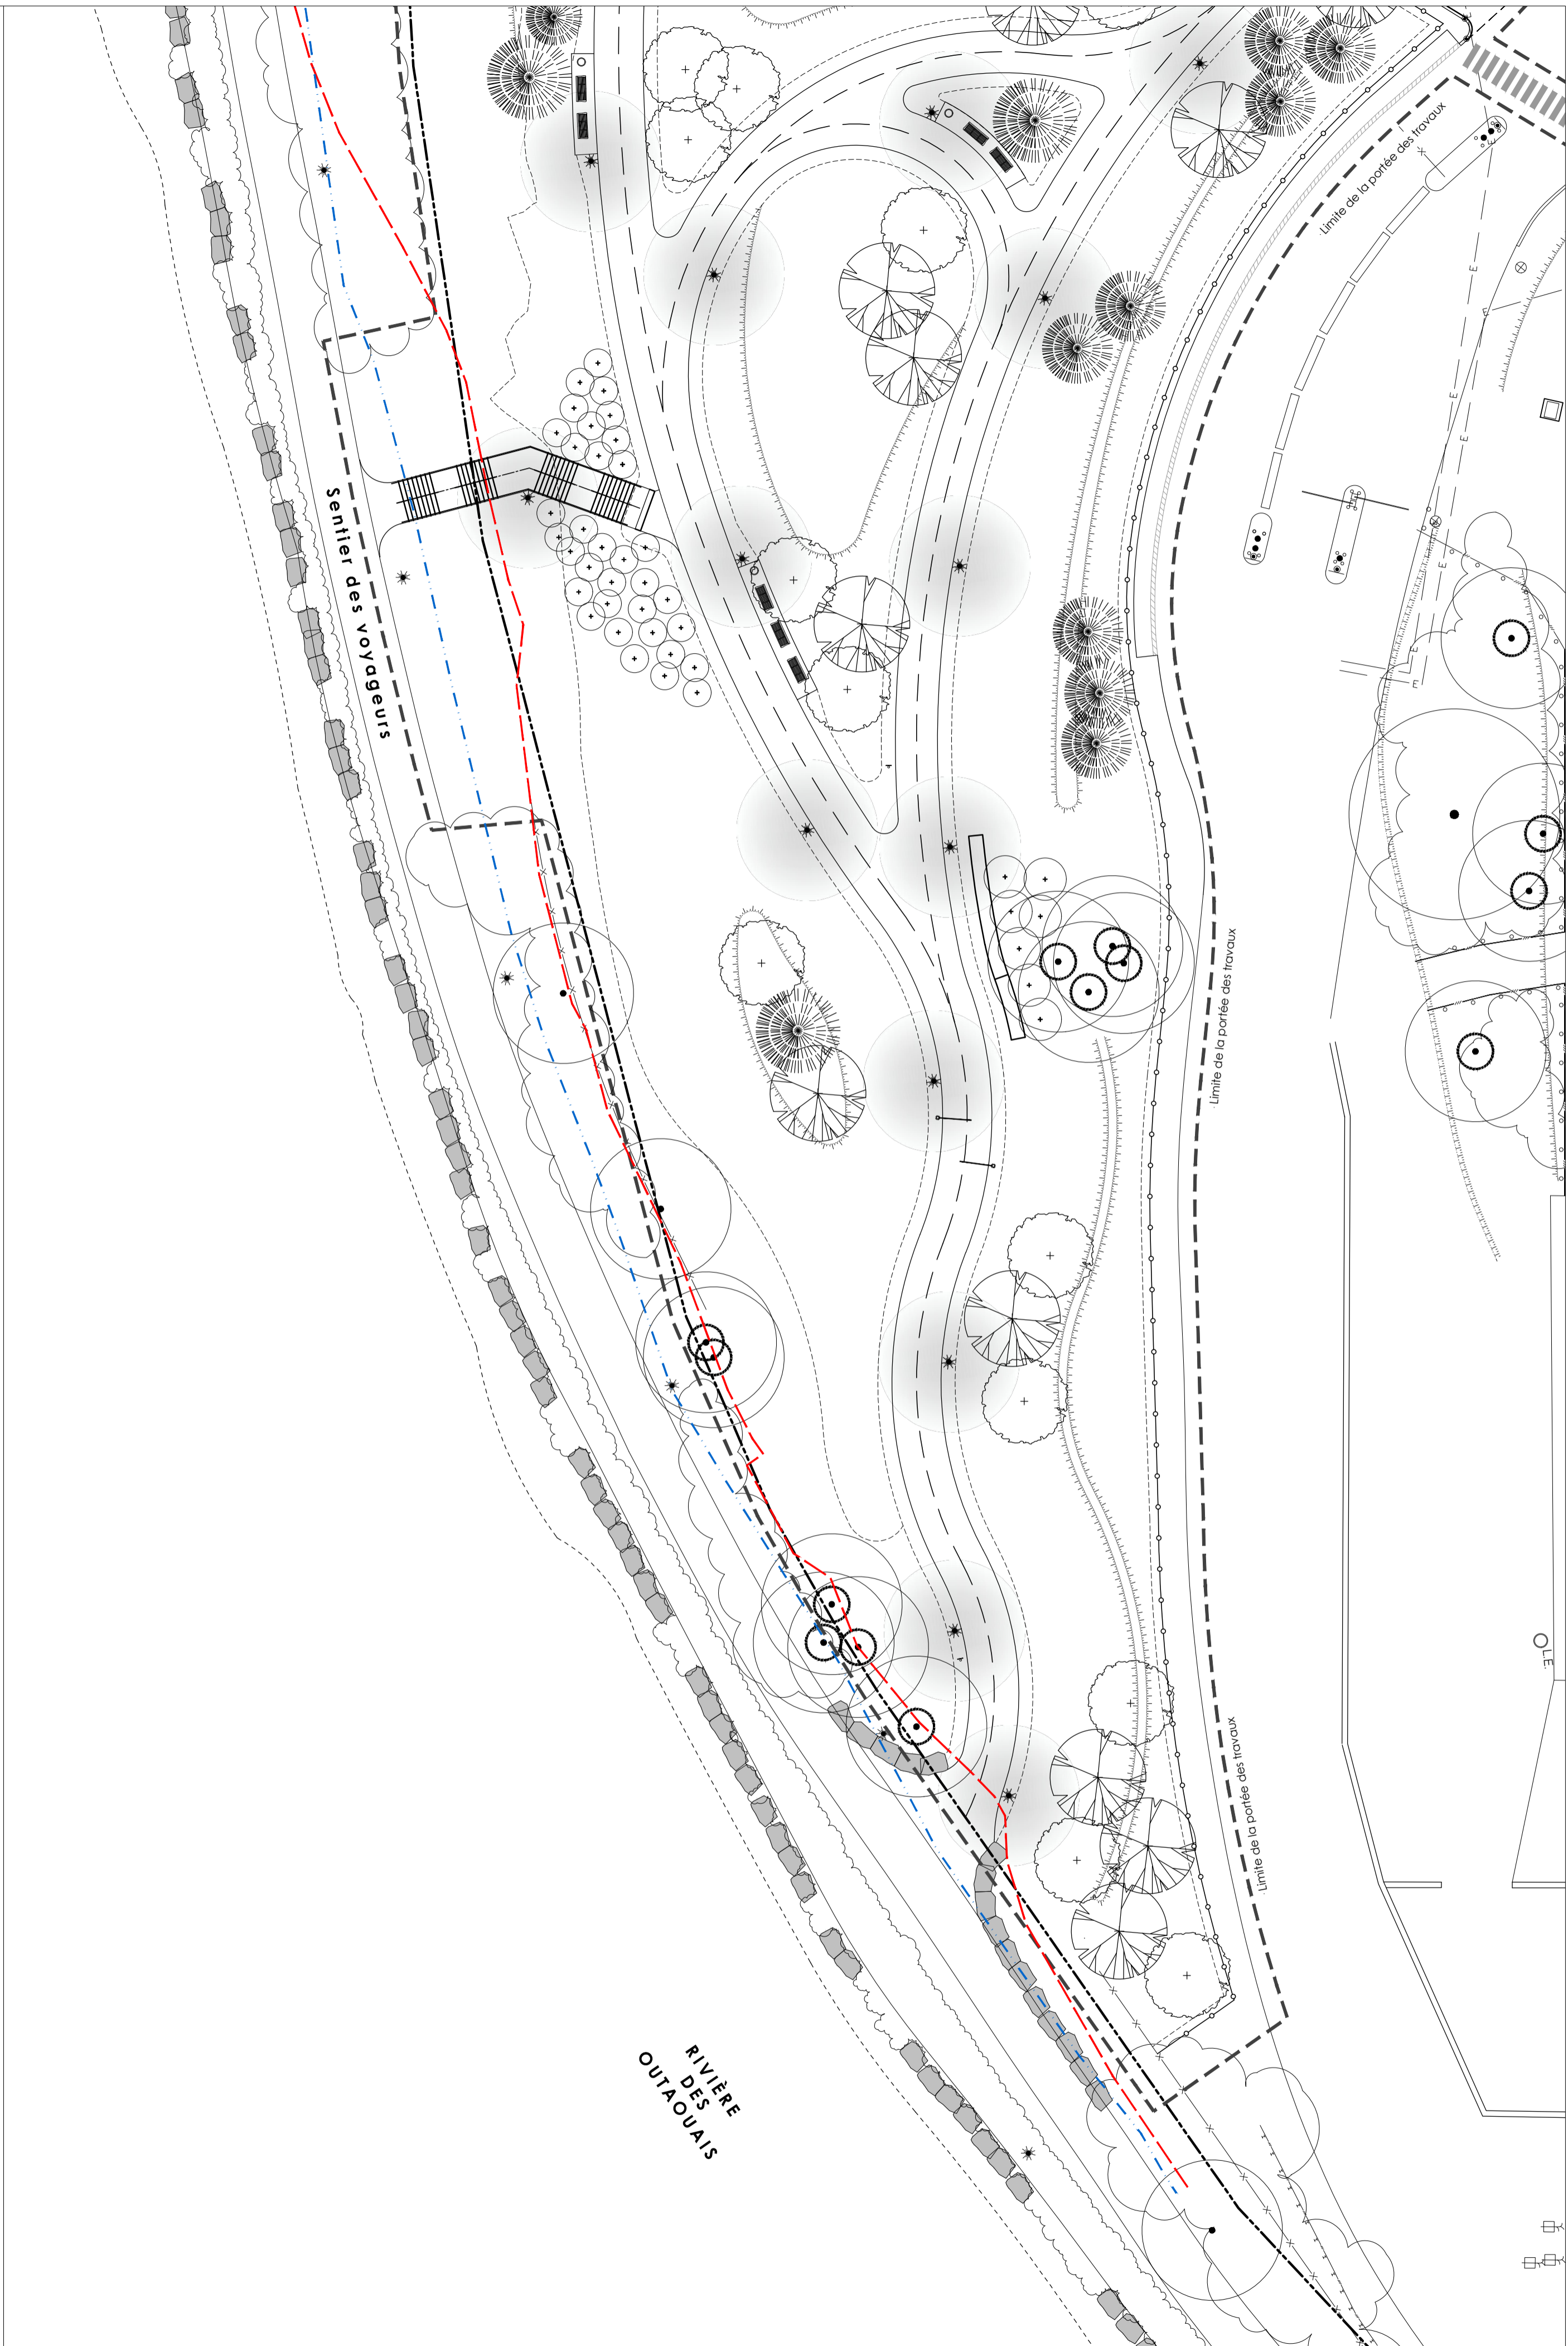 Limite de la portée des travaux
E
E
E
E
E
E
E
E
Sentier des voyageurs
Limite de la portée des travaux
LE
Limite de la portée des travaux
RIVIÈRE
DES
OUTAOUAIS